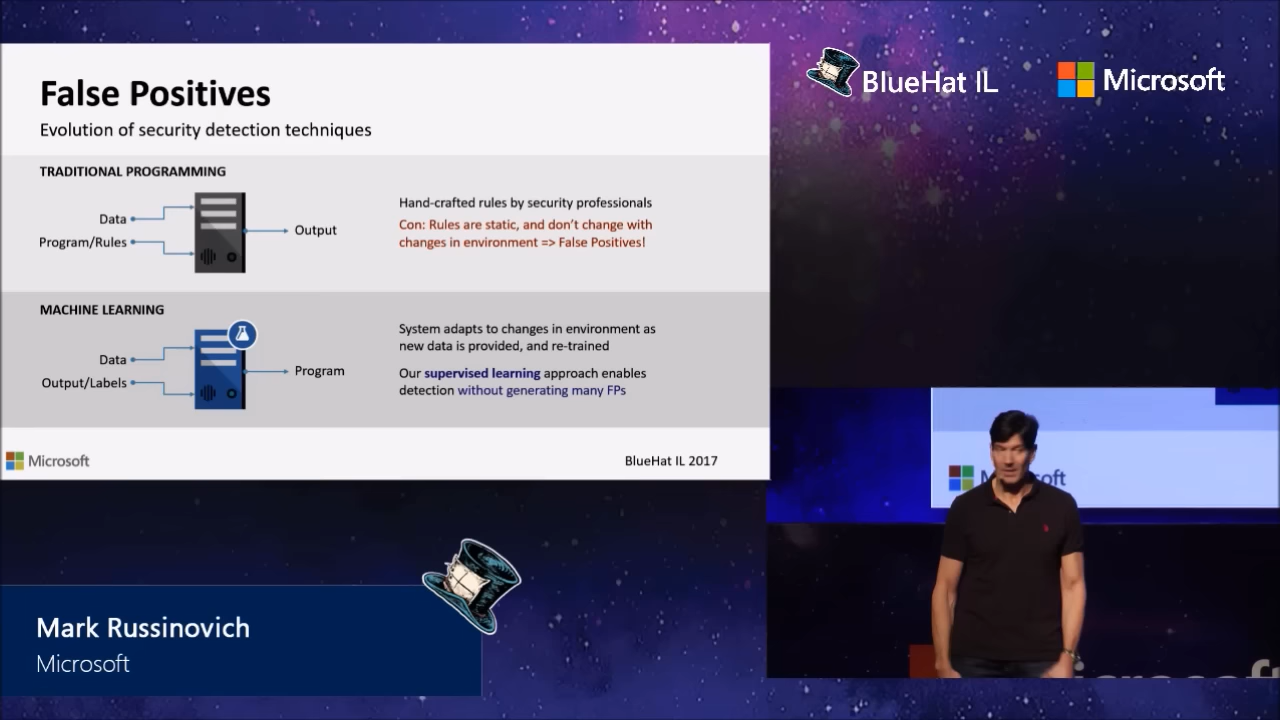 False Positives
Evolution of security detection techniques
TRADITIONAL PROGRAMMING
Data
Program/Rules
Output
Hand-crafted rules by security professionals
Con: Rules are static, and don't change with
changes in environment => False Positives!
MACHINE LEARNING
Data
Output/Labels
Program
System adapts to changes in environment as
new data is provided, and re-trained
Our supervised learning approach enables
detection without generating many FPs
Microsoft
BlueHat IL 2017
BlueHat IL
Microsoft
Mark Russinovich
Microsoft